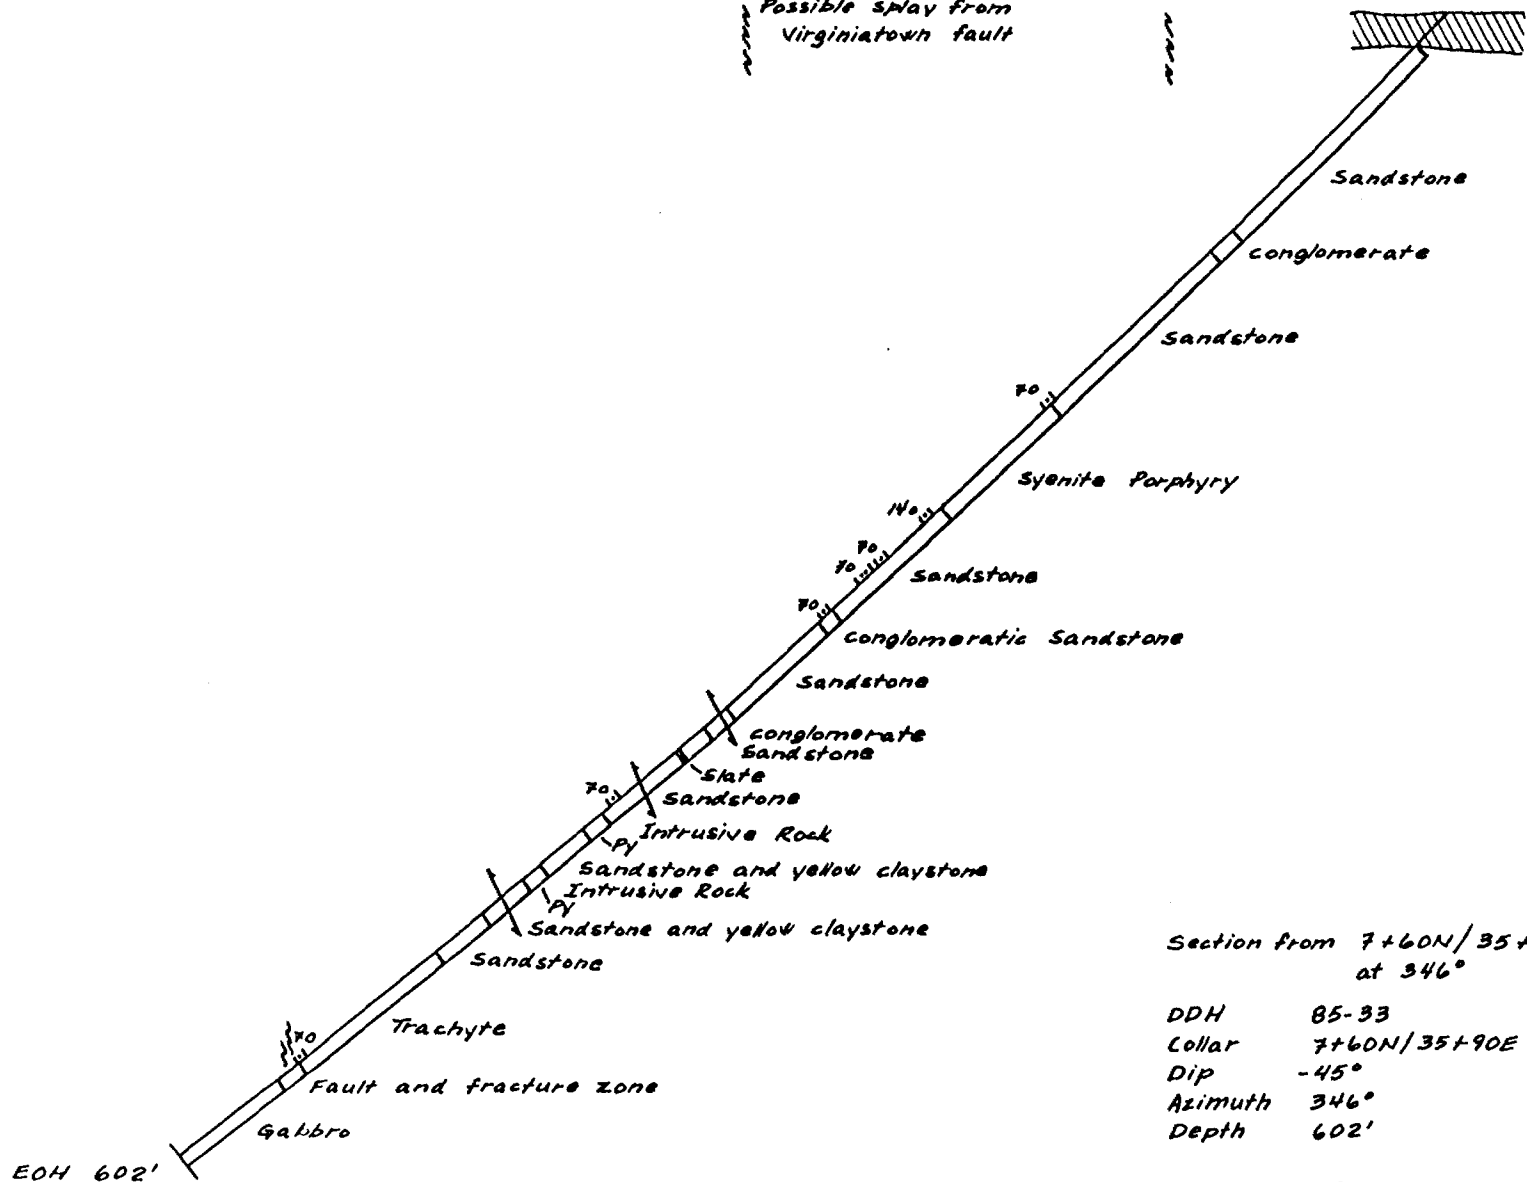 Possible splay from
Virginiatown fault
Sandstone
Conglomerate
Sandstone
70
Syenite Porphyry
140
70
70
Sandstone
70
Conglomeratic Sandstone
Sandstone
Conglomerate
Sandstone
Slate
70
Sandstone
Intrusive Rock
Py
Sandstone and yellow claystone
Intrusive Rock
Py
Sandstone and yellow claystone
Sandstone
Trachyte
70
Fault and fracture zone
Gabbro
EOH 602'
Section from 7+60N/35+
at 346°
DDH 85-33
Collar 7+60N/35+90E
Dip -45°
Azimuth 346°
Depth 602'